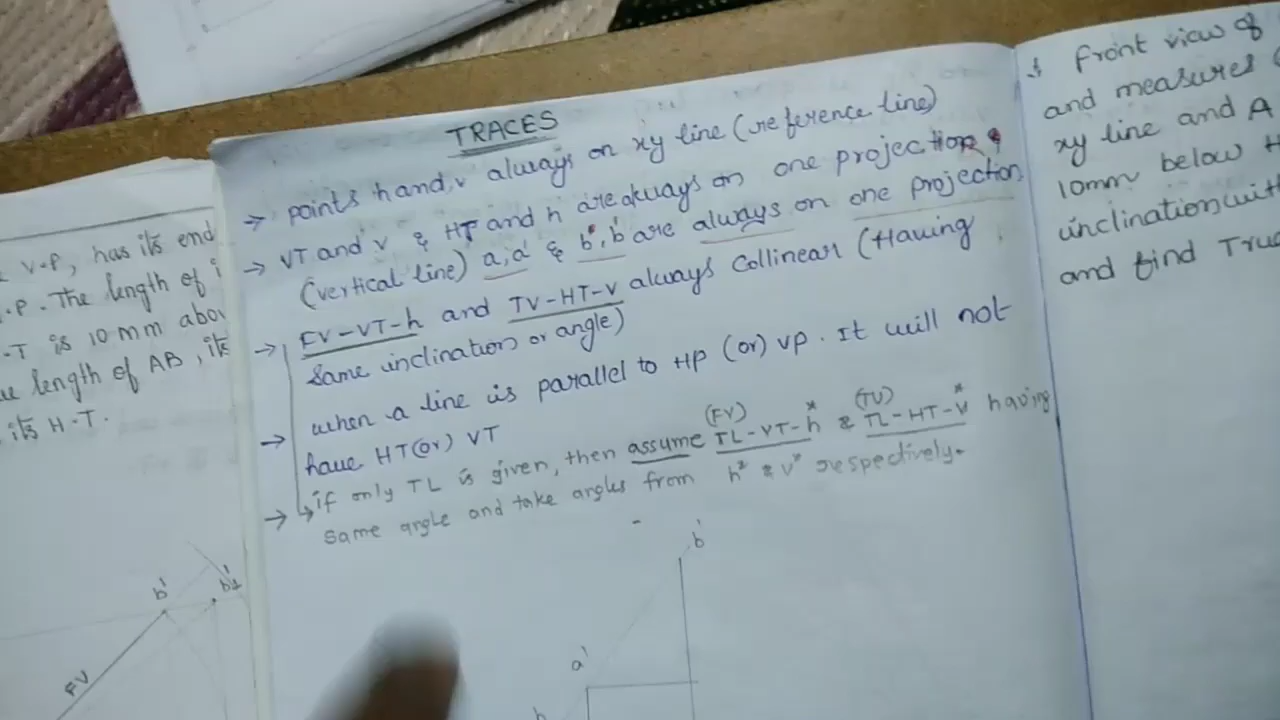 V.P, has its end
.P. The length of
.T is 10 mm abov
length of AB, its
its H.T.
b'
b'1
FV
TRACES
→ points h and v always on xy line (reference line)
→ VT and v & HT and h are always on one projection &
(vertical line) a, a' & b', b are always on one projection
→ FV-VT-h and TV-HT-V always collinear (Having
same inclination or angle)
→ when a line is parallel to HP (or) VP. It will not
have HT (or) VT
(FV) (TV)
→ ↳ if only TL is given, then assume TL-VT-h* & TL-HT-V* having
same angle and take angles from h* & v* respectively.
b'
a'
h
front view of
and measures
xy line and A
10mm below H
inclination with
and find True